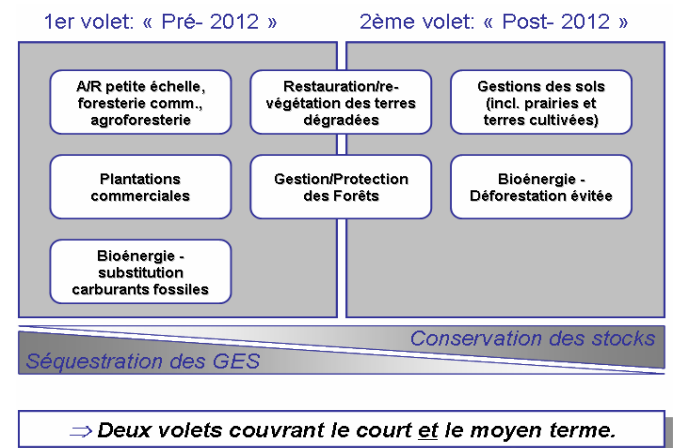 1er volet: « Pré- 2012 »
2ème volet: « Post- 2012 »
A/R petite échelle,
foresterie comm.,
agroforesterie
Restauration/re-
végétation des terres
dégradées
Gestions des sols
(incl. prairies et
terres cultivées)
Plantations
commerciales
Gestion/Protection
des Forêts
Bioénergie -
Déforestation évitée
Bioénergie -
substitution
carburants fossiles
Conservation des stocks
Séquestration des GES
⇒ Deux volets couvrant le court et le moyen terme.